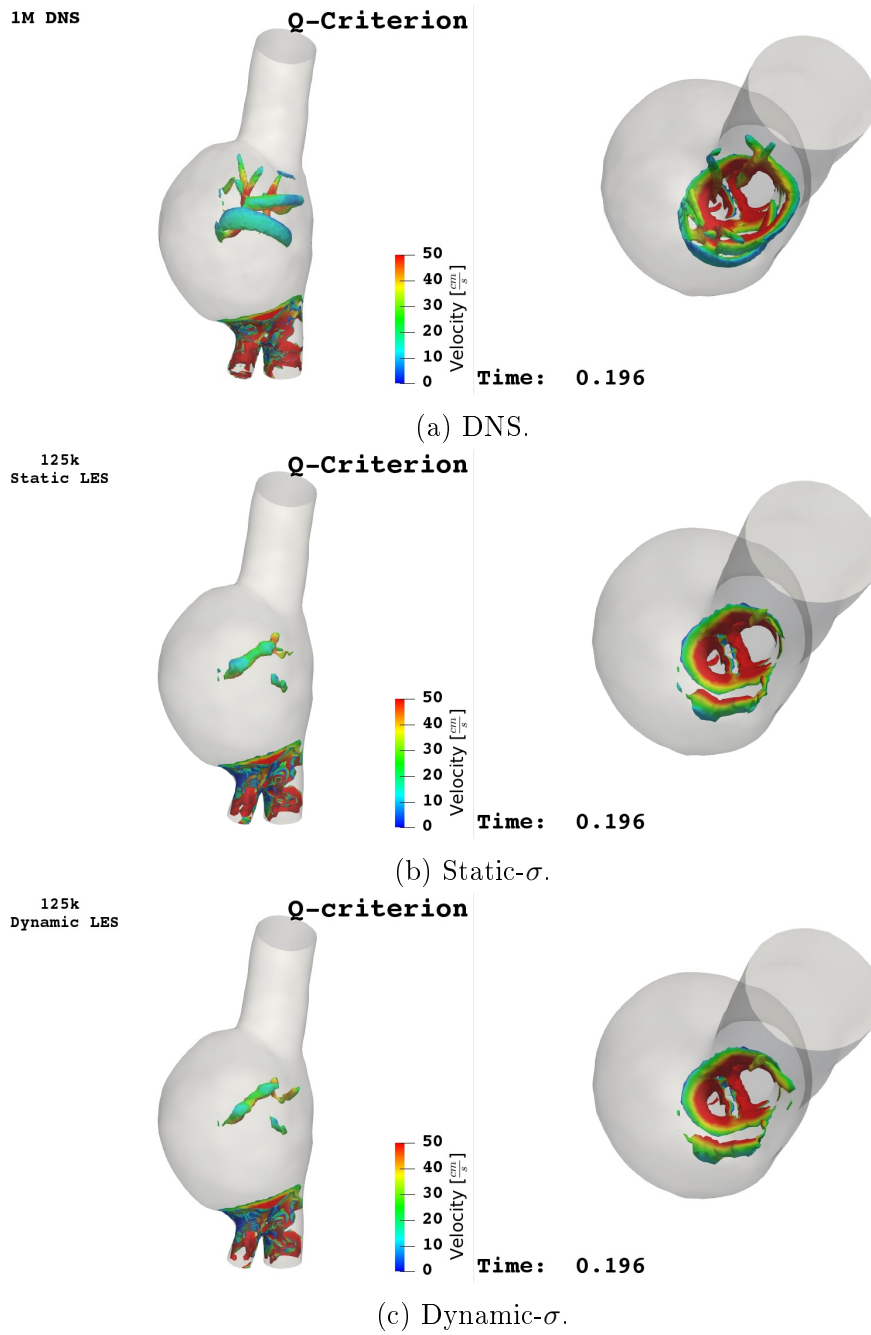 1M DNS
Q-Criterion
50
40
30
20
10
0
Velocity [cm/s]
Time: 0.196
(a) DNS.
125k
Static LES
Q-Criterion
50
40
30
20
10
0
Velocity [cm/s]
Time: 0.196
(b) Static-σ.
125k
Dynamic LES
Q-criterion
50
40
30
20
10
0
Velocity [cm/s]
Time: 0.196
(c) Dynamic-σ.